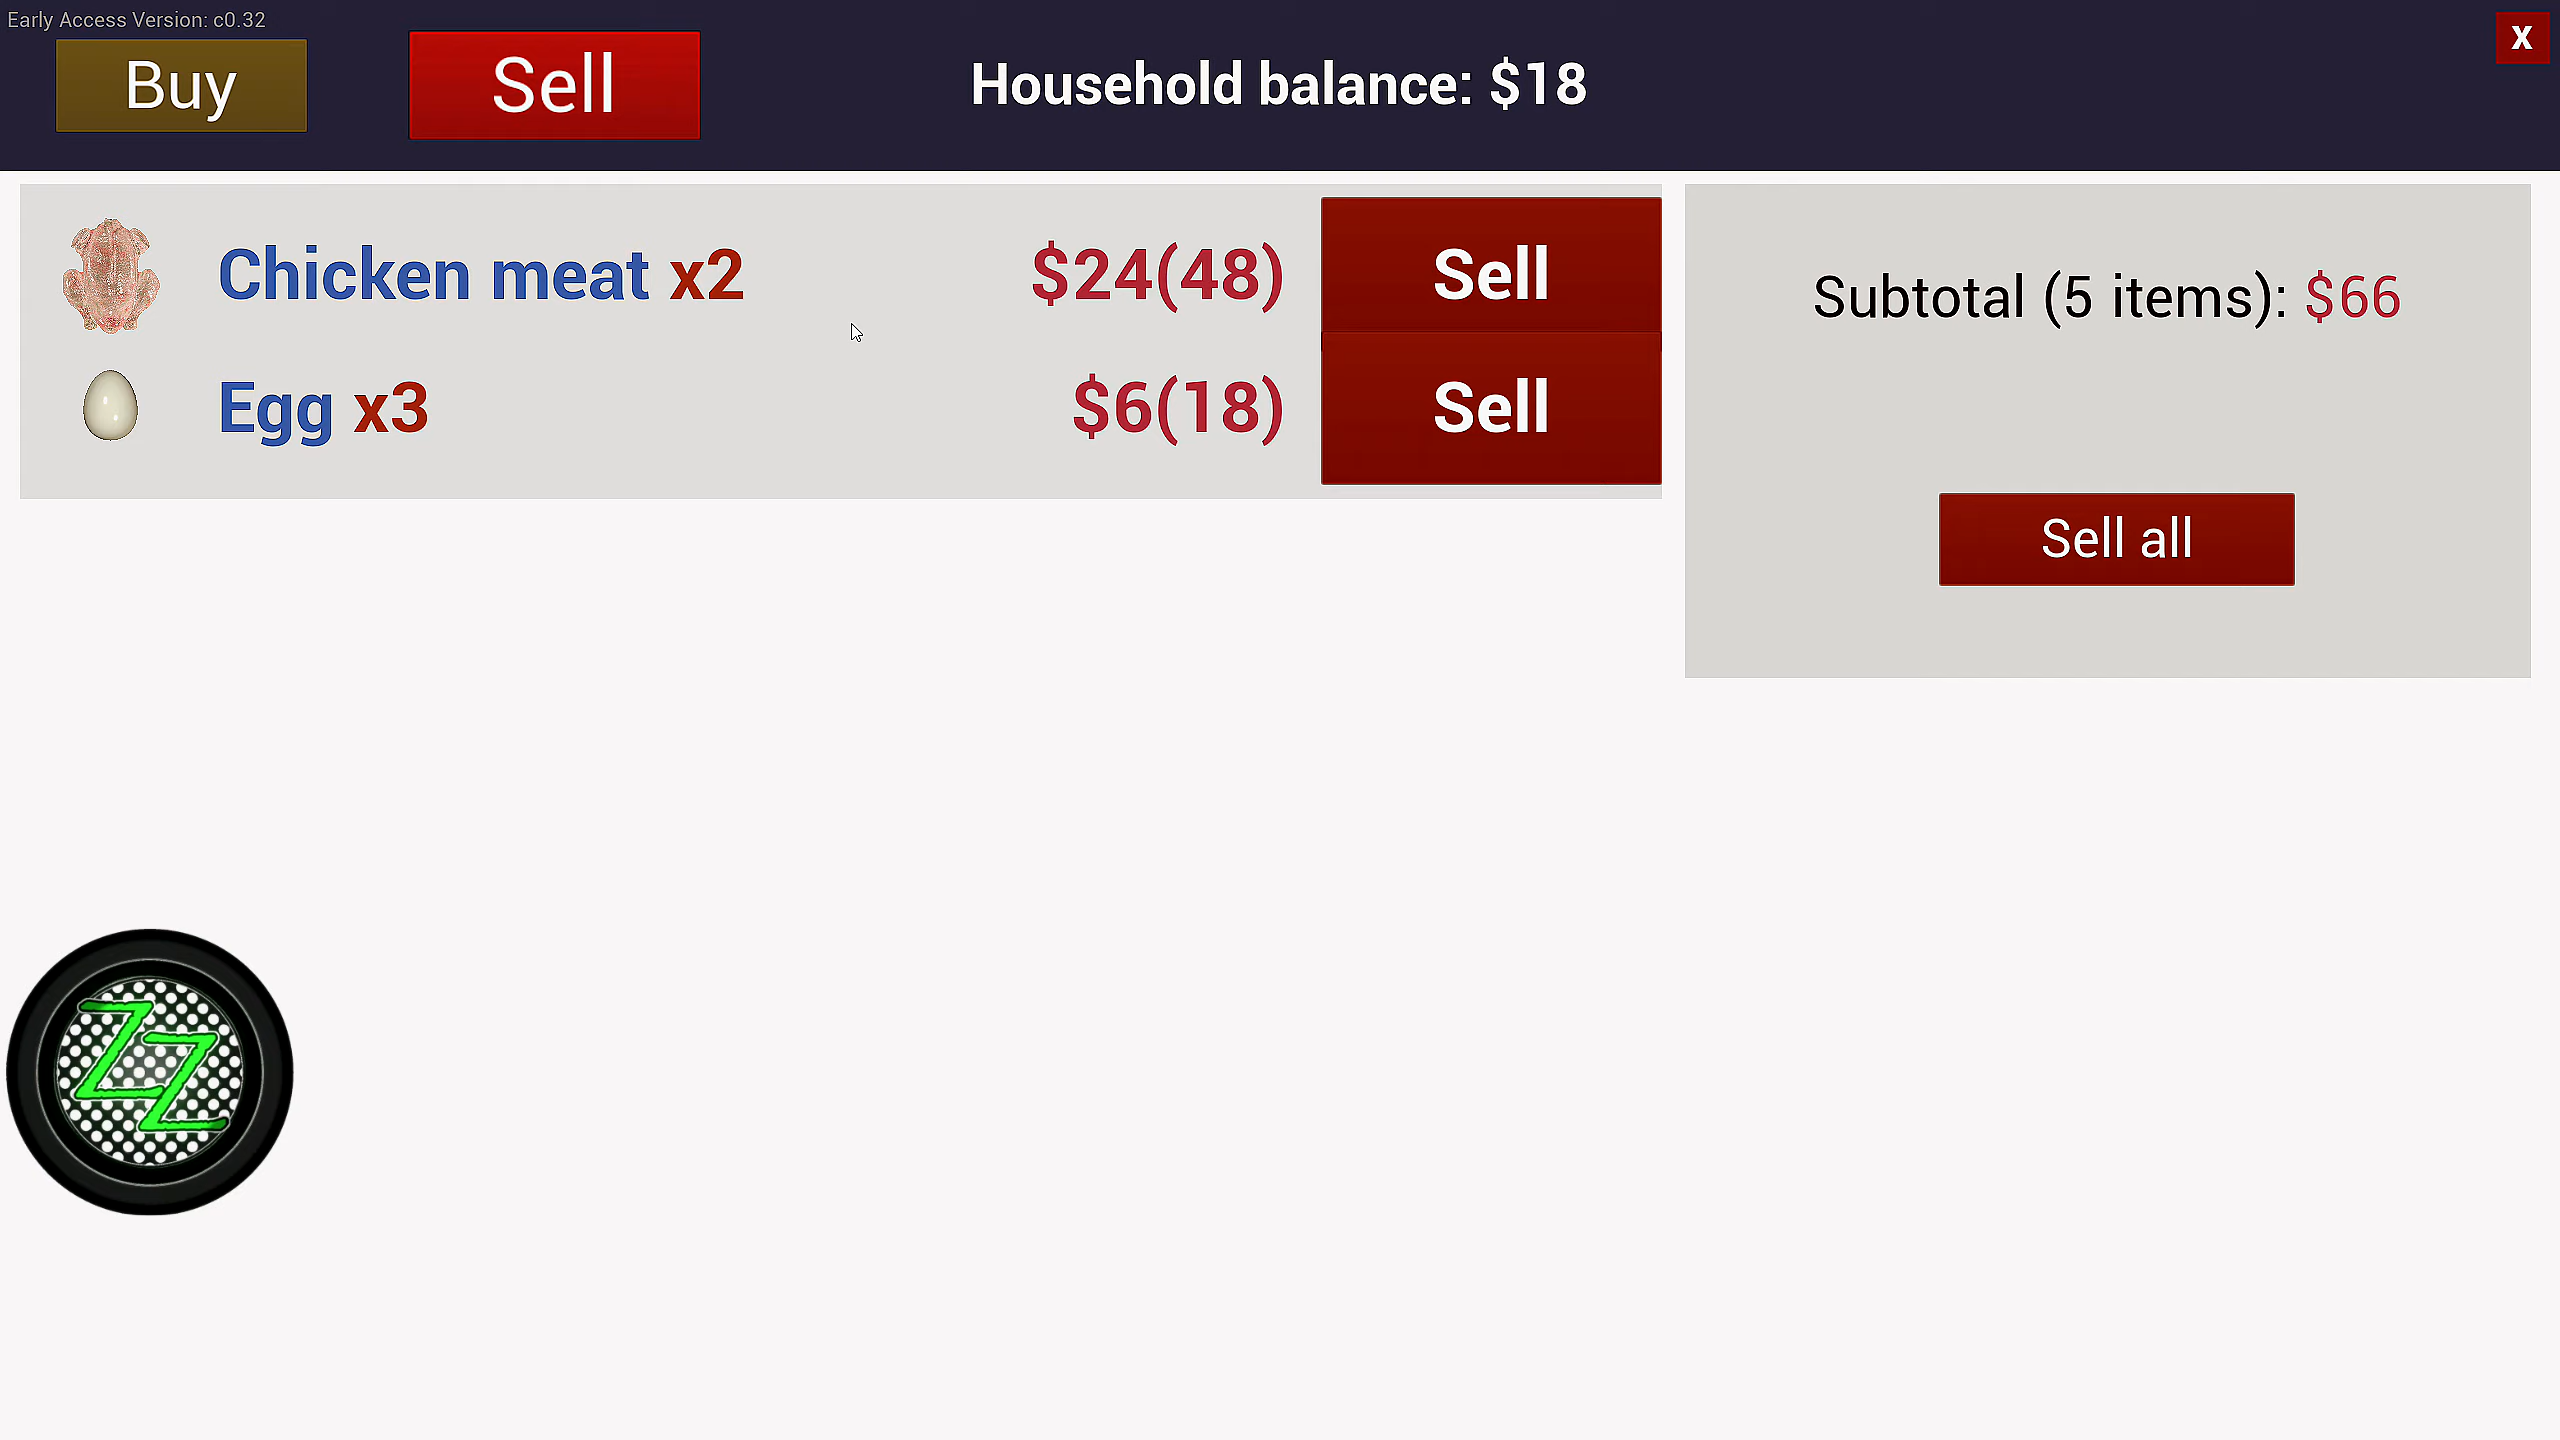 Early Access Version: c0.32
Buy
Sell
Household balance: $18
X
Chicken meat x2
$24(48)
Sell
Egg x3
$6(18)
Sell
Subtotal (5 items): $66
Sell all
ZZ